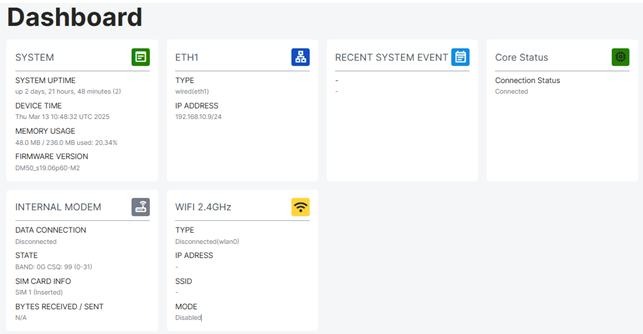 Dashboard
SYSTEM
SYSTEM UPTIME
up 2 days, 21 hours, 48 minutes (2)
DEVICE TIME
Thu Mar 13 10:48:32 UTC 2025
MEMORY USAGE
48.0 MB / 236.0 MB used: 20.34%
FIRMWARE VERSION
DM50_s19.06p60-M2
ETH1
TYPE
wired(eth1)
IP ADDRESS
192.168.10.9/24
RECENT SYSTEM EVENT
-
-
Core Status
Connection Status
Connected
INTERNAL MODEM
DATA CONNECTION
Disconnected
STATE
BAND: 0G CSQ: 99 (0-31)
SIM CARD INFO
SIM 1 (Inserted)
BYTES RECEIVED / SENT
N/A
WIFI 2.4GHz
TYPE
Disconnected(wlan0)
IP ADRESS
-
SSID
-
MODE
Disabled